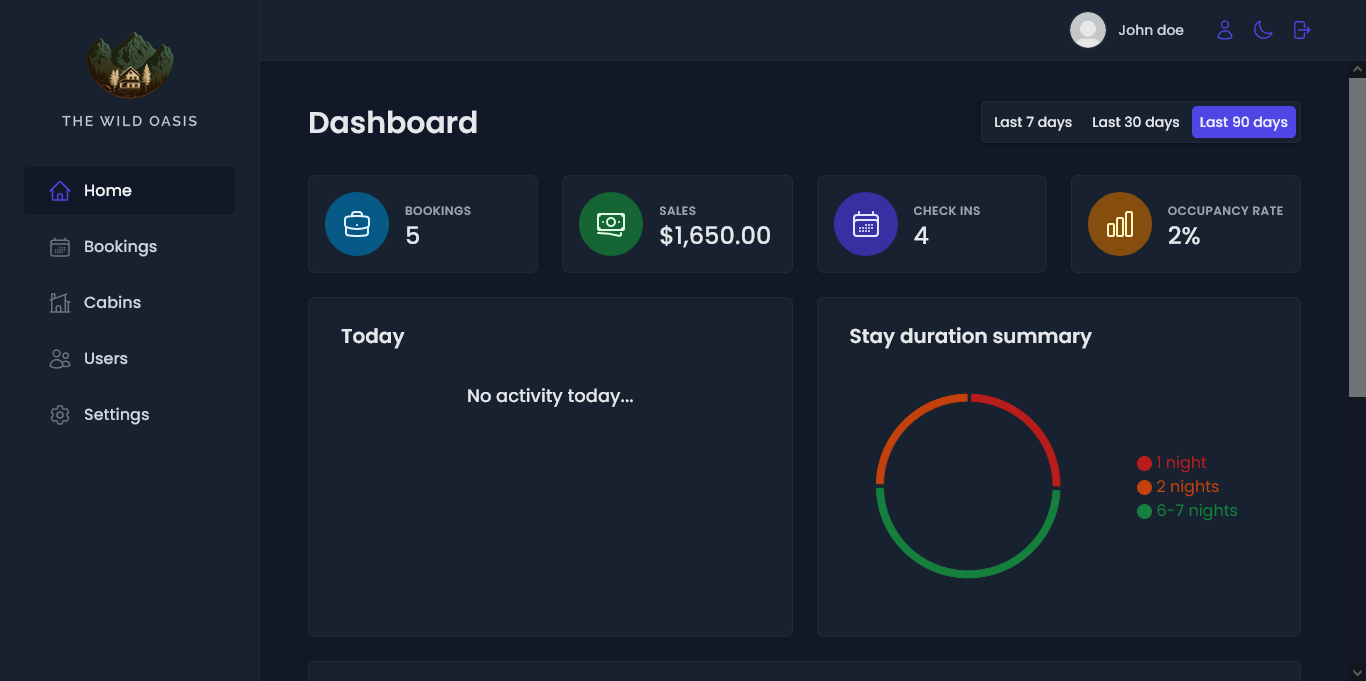 THE WILD OASIS
Home
Bookings
Cabins
Users
Settings
John doe
Dashboard
Last 7 days
Last 30 days
Last 90 days
BOOKINGS
5
SALES
$1,650.00
CHECK INS
4
OCCUPANCY RATE
2%
Today
No activity today...
Stay duration summary
1 night
2 nights
6-7 nights